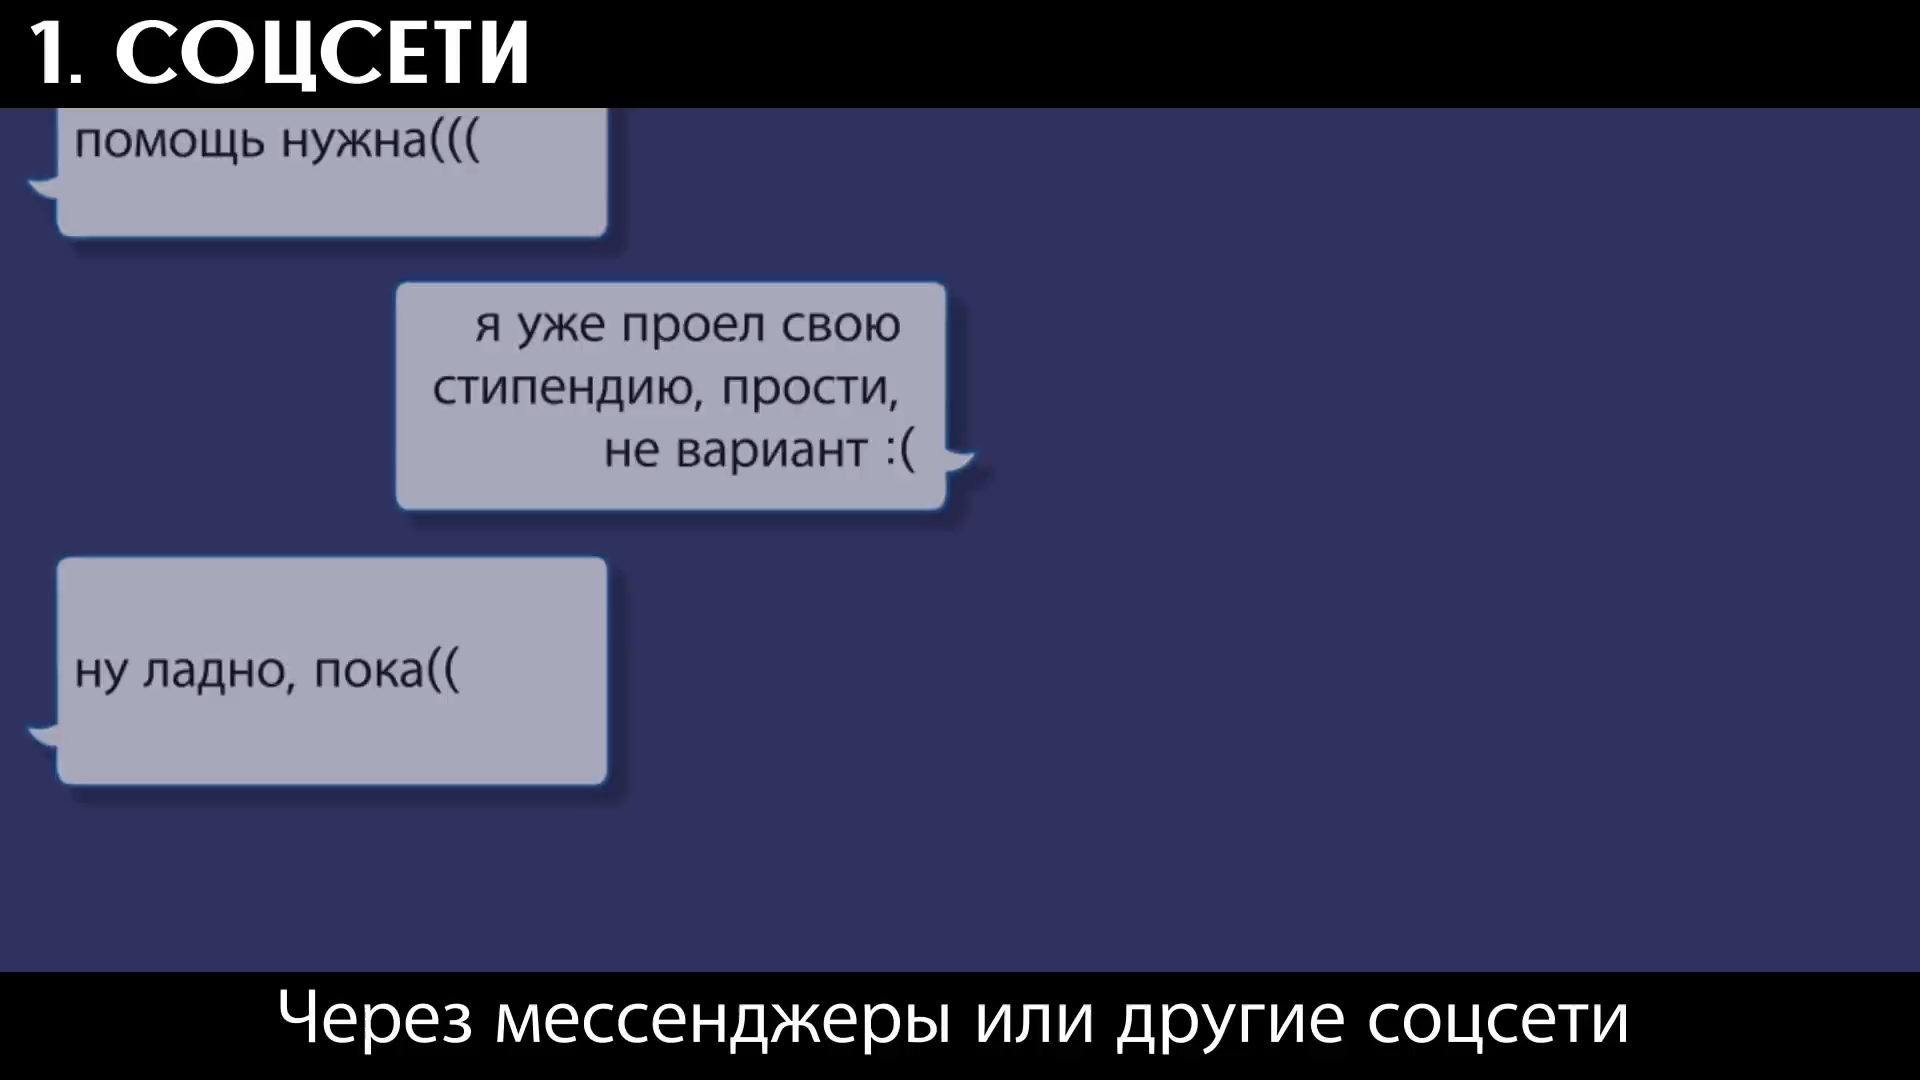 1. СОЦСЕТИ
помощь нужна(((
я уже проел свою
стипендию, прости,
не вариант :(
ну ладно, пока((
Через мессенджеры или другие соцсети